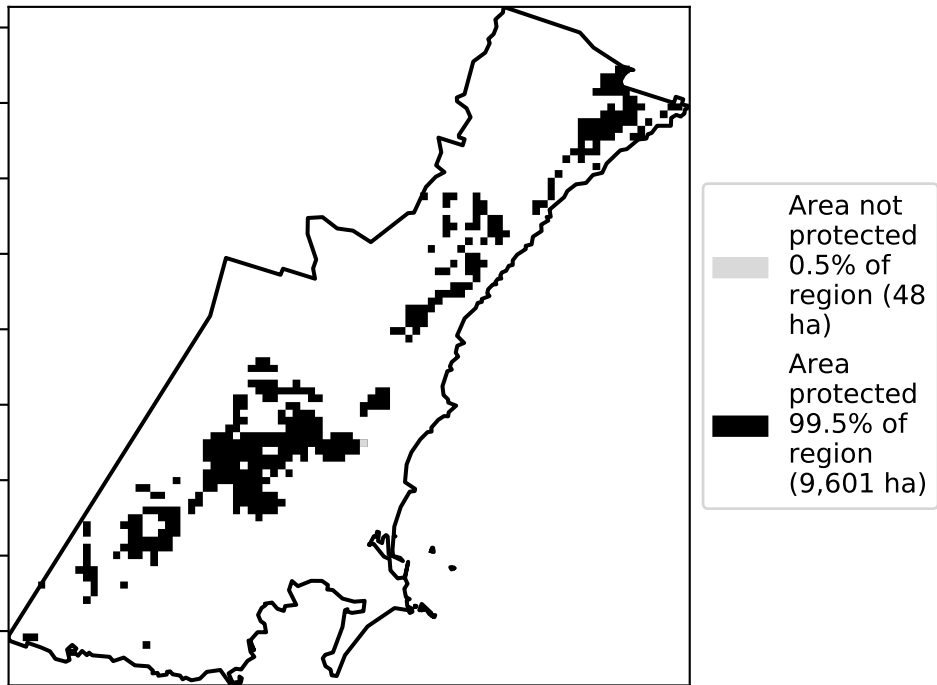 Area not
protected
0.5% of
region (48
ha)
Area
protected
99.5% of
region
(9,601 ha)